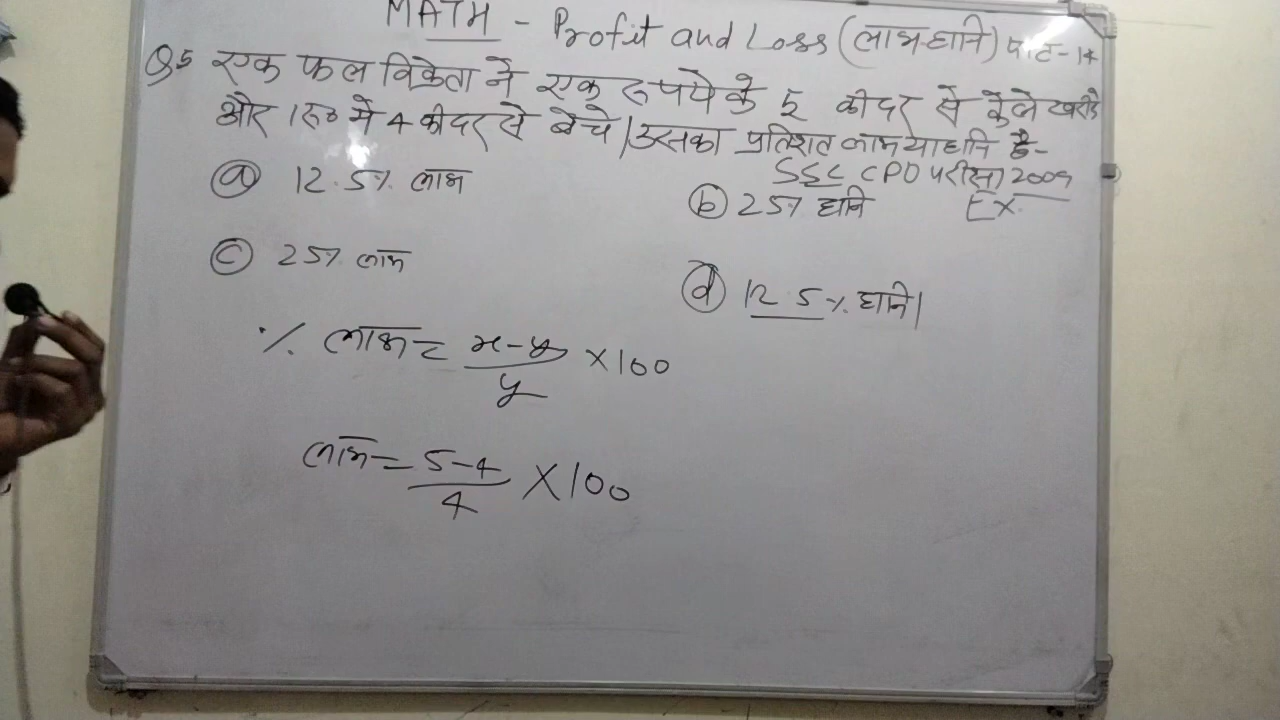 MATH - Profit and Loss (लाभ-हानि) पार्ट-14
Q5 एक फल विक्रेता ने एक रुपये के 5 की दर से केले खरीदे
और 1रु० में 4 की दर से बेचे। उसका प्रतिशत लाभ या हानि है-
SSC CPO परीक्षा 2009
Ex.
(a) 12.5% लाभ
(b) 25% हानि
(c) 25% लाभ
(d) 12.5% हानि।
% लाभ = x-y/y ×100
लाभ = 5-4/4 ×100